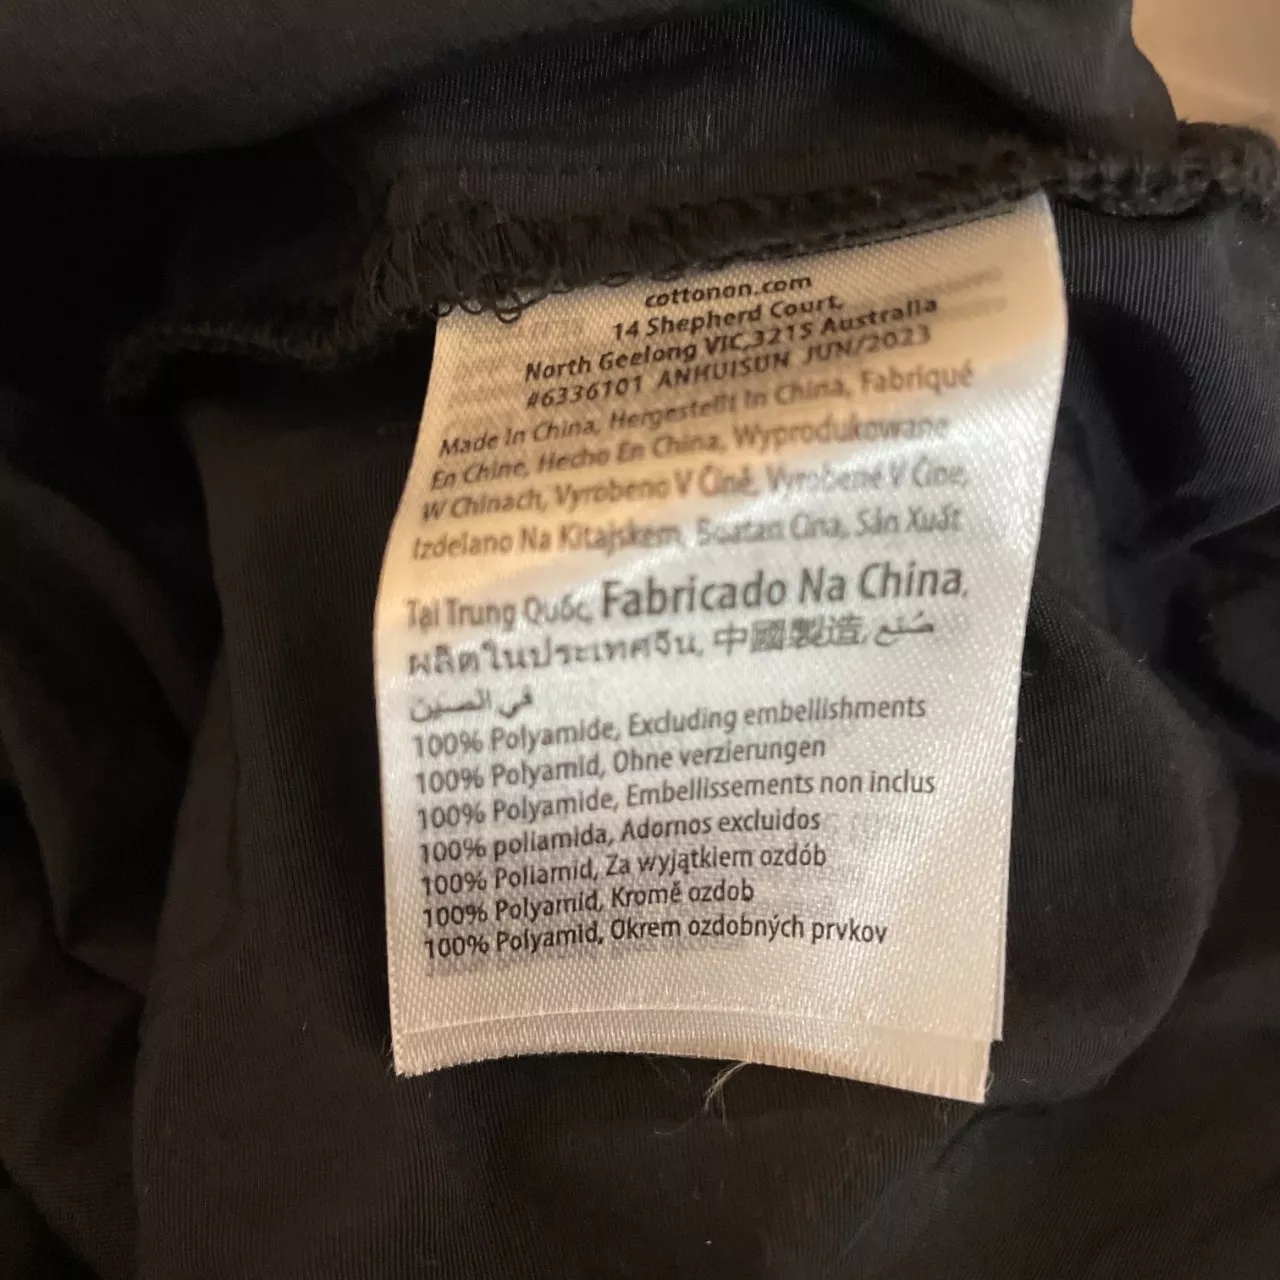 cottonon.com
14 Shepherd Court,
North Geelong VIC,3215 Australia
#6336101 ANHUISUN JUN/2023
Made In China, Hergestellt In China, Fabriqué
En Chine, Hecho En China, Wyprodukowane
W Chinach, Vyrobeno V Číně, Vyrobené V Číne,
Izdelano Na Kitajskem, Buatan Cina, Sản Xuất
Tại Trung Quốc, Fabricado Na China,
ผลิตในประเทศจีน, 中國製造, صُنع
في الصين
100% Polyamide, Excluding embellishments
100% Polyamid, Ohne verzierungen
100% Polyamide, Embellissements non inclus
100% poliamida, Adornos excluidos
100% Poliamid, Za wyjątkiem ozdób
100% Polyamid, Kromě ozdob
100% Polyamid, Okrem ozdobných prvkov